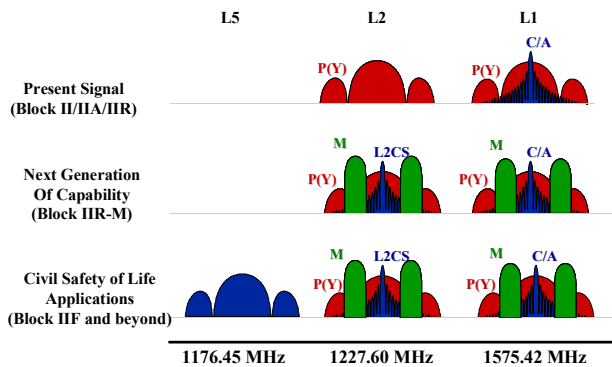 L5 L2 L1
C/A
P(Y) P(Y)
Present Signal
(Block II/IIA/IIR)
M L2CS M C/A
Next Generation
Of Capability
(Block IIR-M)
P(Y) P(Y)
M L2CS M C/A
Civil Safety of Life
Applications
(Block IIF and beyond)
P(Y) P(Y)
1176.45 MHz 1227.60 MHz 1575.42 MHz